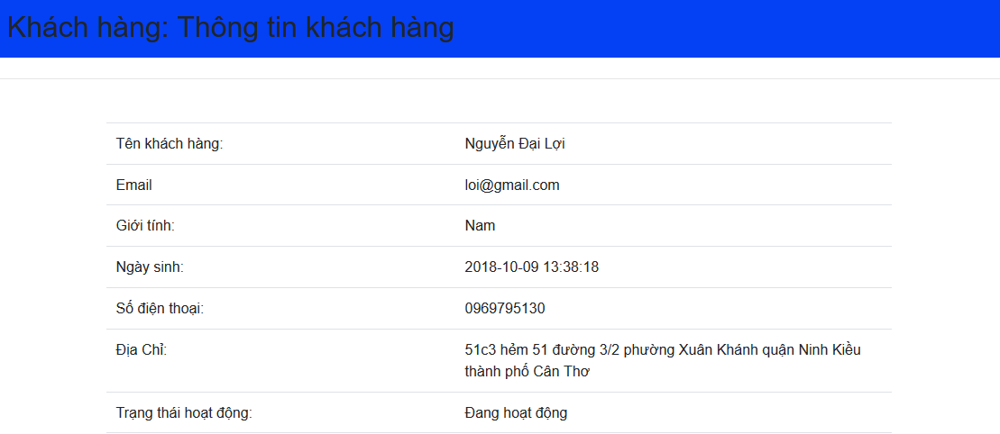 Khách hàng: Thông tin khách hàng
Tên khách hàng: Nguyễn Đại Lợi
Email loi@gmail.com
Giới tính: Nam
Ngày sinh: 2018-10-09 13:38:18
Số điện thoại: 0969795130
Địa Chỉ: 51c3 hẻm 51 đường 3/2 phường Xuân Khánh quận Ninh Kiều
thành phố Cân Thơ
Trạng thái hoạt động: Đang hoạt động